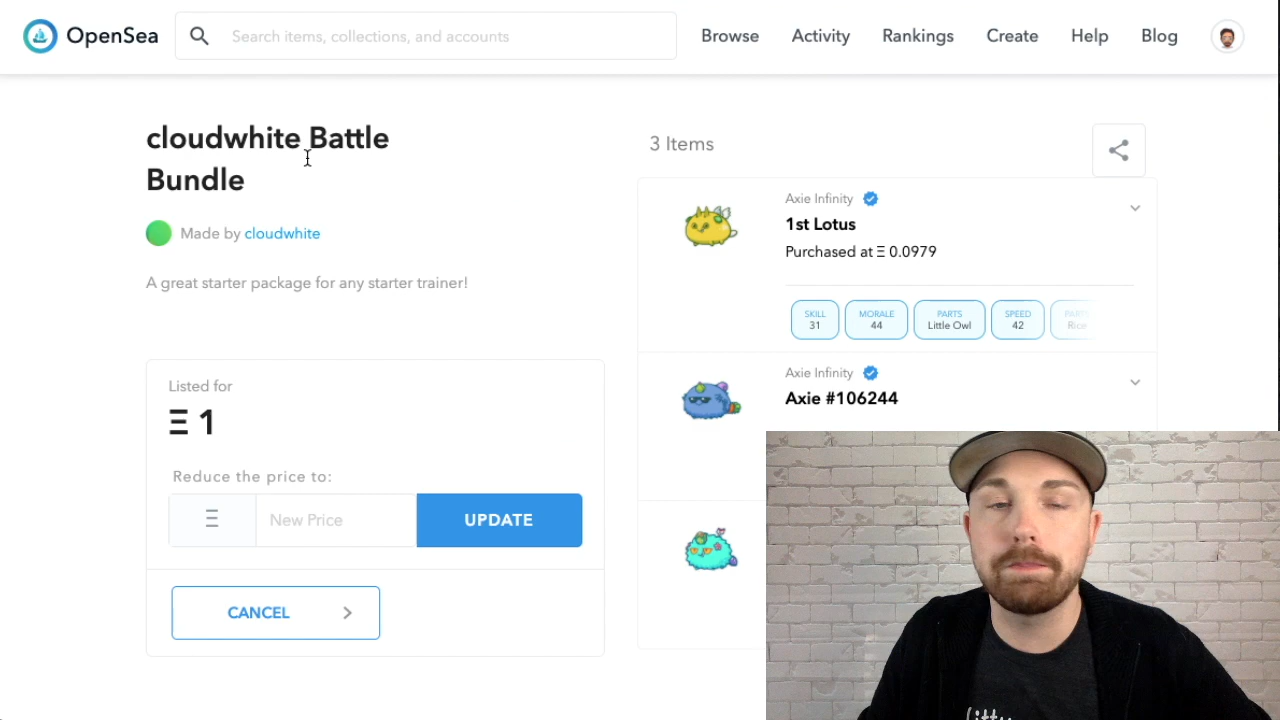 OpenSea
Search items, collections, and accounts
Browse
Activity
Rankings
Create
Help
Blog
cloudwhite Battle
Bundle
Made by cloudwhite
A great starter package for any starter trainer!
Listed for
Ξ 1
Reduce the price to:
Ξ
New Price
UPDATE
CANCEL
3 Items
Axie Infinity
1st Lotus
Purchased at Ξ 0.0979
SKILL
31
MORALE
44
PARTS
Little Owl
SPEED
42
PARTS
Rice
Axie Infinity
Axie #106244